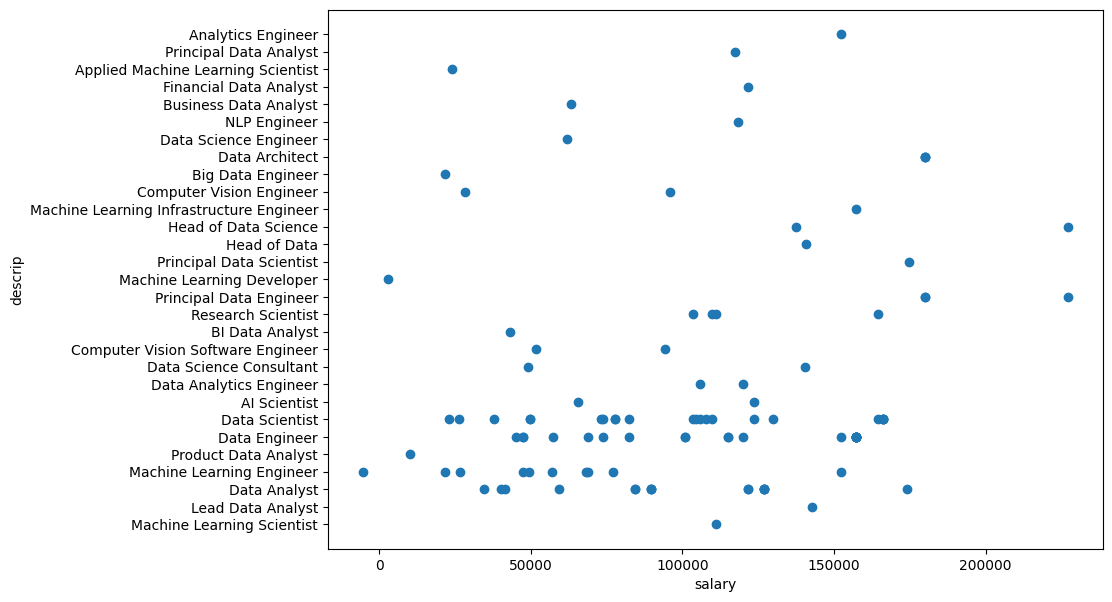 Analytics Engineer
Principal Data Analyst
Applied Machine Learning Scientist
Financial Data Analyst
Business Data Analyst
NLP Engineer
Data Science Engineer
Data Architect
Big Data Engineer
Computer Vision Engineer
Machine Learning Infrastructure Engineer
Head of Data Science
Head of Data
Principal Data Scientist
Machine Learning Developer
Principal Data Engineer
Research Scientist
BI Data Analyst
Computer Vision Software Engineer
Data Science Consultant
Data Analytics Engineer
AI Scientist
Data Scientist
Data Engineer
Product Data Analyst
Machine Learning Engineer
Data Analyst
Lead Data Analyst
Machine Learning Scientist
descrip
0 50000 100000 150000 200000
salary